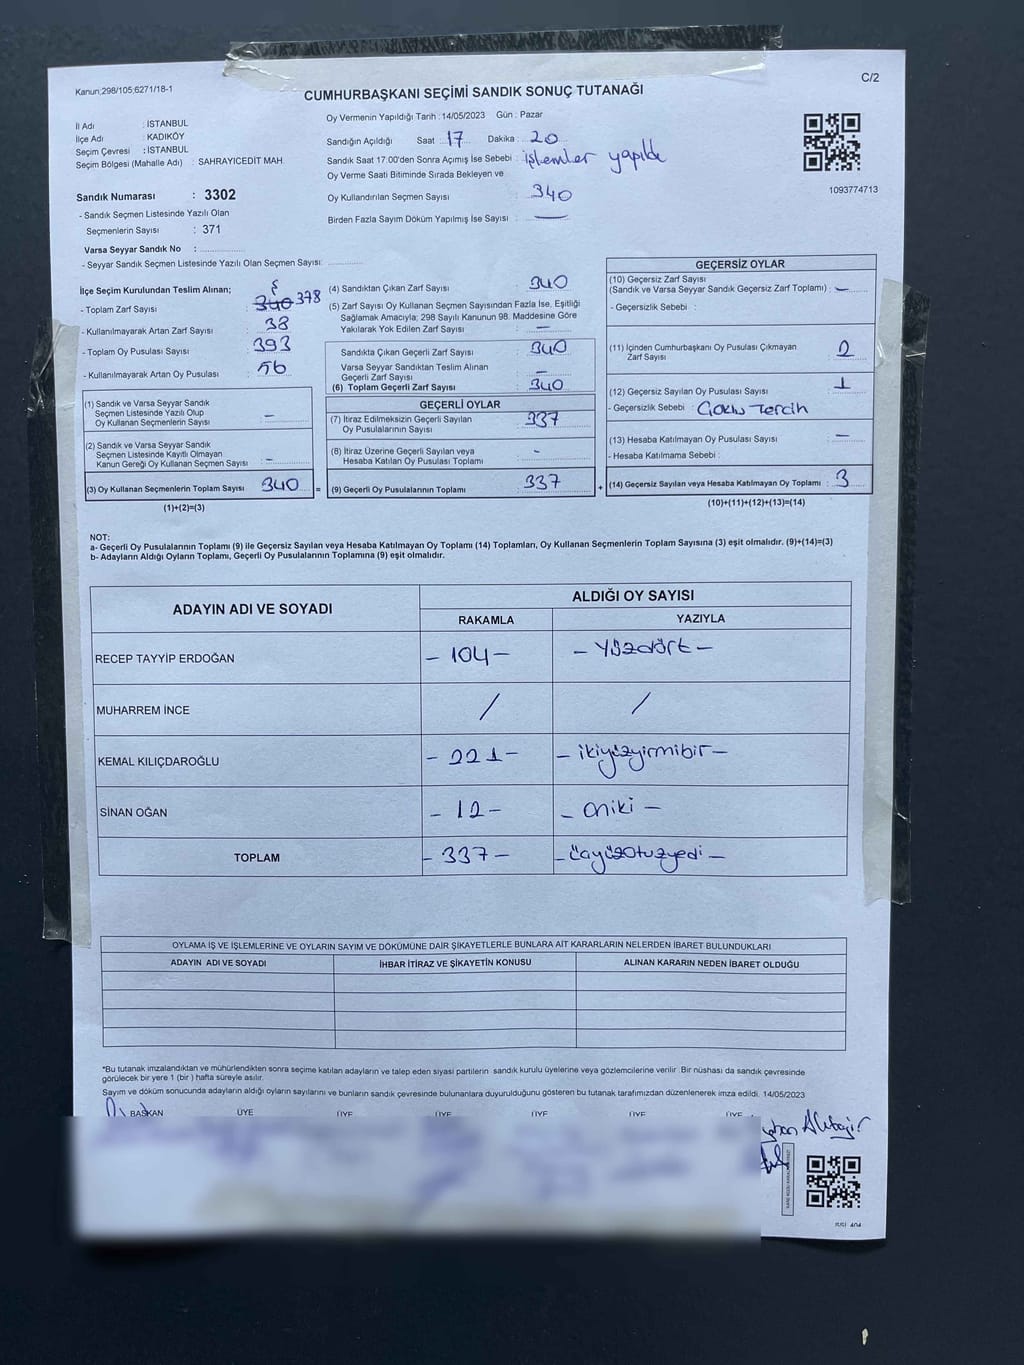 Kanun:298/105;6271/18-1
C/2
CUMHURBAŞKANI SEÇİMİ SANDIK SONUÇ TUTANAĞI
İl Adı : İSTANBUL
İlçe Adı : KADIKÖY
Seçim Çevresi : İSTANBUL
Seçim Bölgesi (Mahalle Adı) : SAHRAYICEDİT MAH.
Sandık Numarası : 3302
- Sandık Seçmen Listesinde Yazılı Olan
Seçmenlerin Sayısı : 371
Varsa Seyyar Sandık No :
- Seyyar Sandık Seçmen Listesinde Yazılı Olan Seçmen Sayısı:
Oy Vermenin Yapıldığı Tarih : 14/05/2023 Gün : Pazar
Sandığın Açıldığı Saat : 17 Dakika : 20
Sandık Saat 17:00'den Sonra Açımış İse Sebebi : işlemler yapıldı
Oy Verme Saati Bitiminde Sırada Bekleyen ve
Oy Kullandırılan Seçmen Sayısı : 340
Birden Fazla Sayım Döküm Yapılmış İse Sayısı : —
1093774713
İlçe Seçim Kurulundan Teslim Alınan;
- Toplam Zarf Sayısı : 340 378
- Kullanılmayarak Artan Zarf Sayısı : 38
- Toplam Oy Pusulası Sayısı : 393
- Kullanılmayarak Artan Oy Pusulası : 56
(1) Sandık ve Varsa Seyyar Sandık
Seçmen Listesinde Yazılı Olup
Oy Kullanan Seçmenlerin Sayısı : —
(2) Sandık ve Varsa Seyyar Sandık
Seçmen Listesinde Kayıtlı Olmayan
Kanun Gereği Oy Kullanan Seçmen Sayısı : —
(3) Oy Kullanan Seçmenlerin Toplam Sayısı 340 =
(1)+(2)=(3)
(4) Sandıktan Çıkan Zarf Sayısı : 340
(5) Zarf Sayısı Oy Kullanan Seçmen Sayısından Fazla İse, Eşitliği
Sağlamak Amacıyla; 298 Sayılı Kanunun 98. Maddesine Göre
Yakılarak Yok Edilen Zarf Sayısı : —
Sandıkta Çıkan Geçerli Zarf Sayısı : 340
Varsa Seyyar Sandıktan Teslim Alınan
Geçerli Zarf Sayısı : —
(6) Toplam Geçerli Zarf Sayısı : 340
GEÇERLİ OYLAR
(7) İtiraz Edilmeksizin Geçerli Sayılan
Oy Pusulalarının Sayısı : 337
(8) İtiraz Üzerine Geçerli Sayılan veya
Hesaba Katılan Oy Pusulası Toplamı : -
(9) Geçerli Oy Pusulalarının Toplamı : 337 +
GEÇERSİZ OYLAR
(10) Geçersiz Zarf Sayısı
(Sandık ve Varsa Seyyar Sandık Geçersiz Zarf Toplamı) : —
- Geçersizlik Sebebi :
(11) İçinden Cumhurbaşkanı Oy Pusulası Çıkmayan
Zarf Sayısı : 2
(12) Geçersiz Sayılan Oy Pusulası Sayısı : 1
- Geçersizlik Sebebi : Çoklu Tercih
(13) Hesaba Katılmayan Oy Pusulası Sayısı : —
- Hesaba Katılmama Sebebi :
(14) Geçersiz Sayılan veya Hesaba Katılmayan Oy Toplamı : 3
(10)+(11)+(12)+(13)=(14)
NOT:
a- Geçerli Oy Pusulalarının Toplamı (9) ile Geçersiz Sayılan veya Hesaba Katılmayan Oy Toplamı (14) Toplamları, Oy Kullanan Seçmenlerin Toplam Sayısına (3) eşit olmalıdır. (9)+(14)=(3)
b- Adayların Aldığı Oyların Toplamı, Geçerli Oy Pusulalarının Toplamına (9) eşit olmalıdır.
ADAYIN ADI VE SOYADI
ALDIĞI OY SAYISI
RAKAMLA YAZIYLA
RECEP TAYYİP ERDOĞAN - 104 - - Yüzdört -
MUHARREM İNCE / /
KEMAL KILIÇDAROĞLU - 221 - - ikiyüzyirmibir -
SİNAN OĞAN - 12 - - oniki -
TOPLAM - 337 - - üçyüzotuzyedi -
OYLAMA İŞ VE İŞLEMLERİNE VE OYLARIN SAYIM VE DÖKÜMÜNE DAİR ŞİKAYETLERLE BUNLARA AİT KARARLARIN NELERDEN İBARET BULUNDUKLARI
ADAYIN ADI VE SOYADI İHBAR İTİRAZ VE ŞİKAYETİN KONUSU ALINAN KARARIN NEDEN İBARET OLDUĞU
*Bu tutanak imzalandıktan ve mühürlendikten sonra seçime katılan adayların ve talep eden siyasi partilerin sandık kurulu üyelerine veya gözlemcilerine verilir. Bir nüshası da sandık çevresinde
görülecek bir yere 1 (bir ) hafta süreyle asılır.
Sayım ve döküm sonucunda adayların aldığı oyların sayılarını ve bunların sandık çevresinde bulunanlara duyurulduğunu gösteren bu tutanak tarafımızdan düzenlenerek imza edildi. 14/05/2023
BAŞKAN ÜYE ÜYE ÜYE ÜYE ÜYE ÜYE